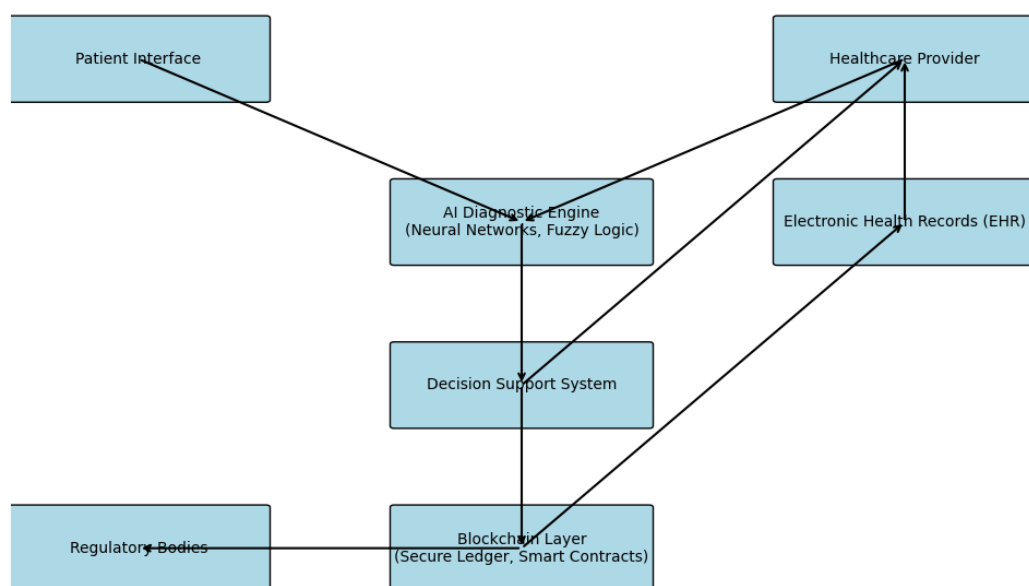 Patient Interface
Healthcare Provider
AI Diagnostic Engine
(Neural Networks, Fuzzy Logic)
Electronic Health Records (EHR)
Decision Support System
Regulatory Bodies
Blockchain Layer
(Secure Ledger, Smart Contracts)